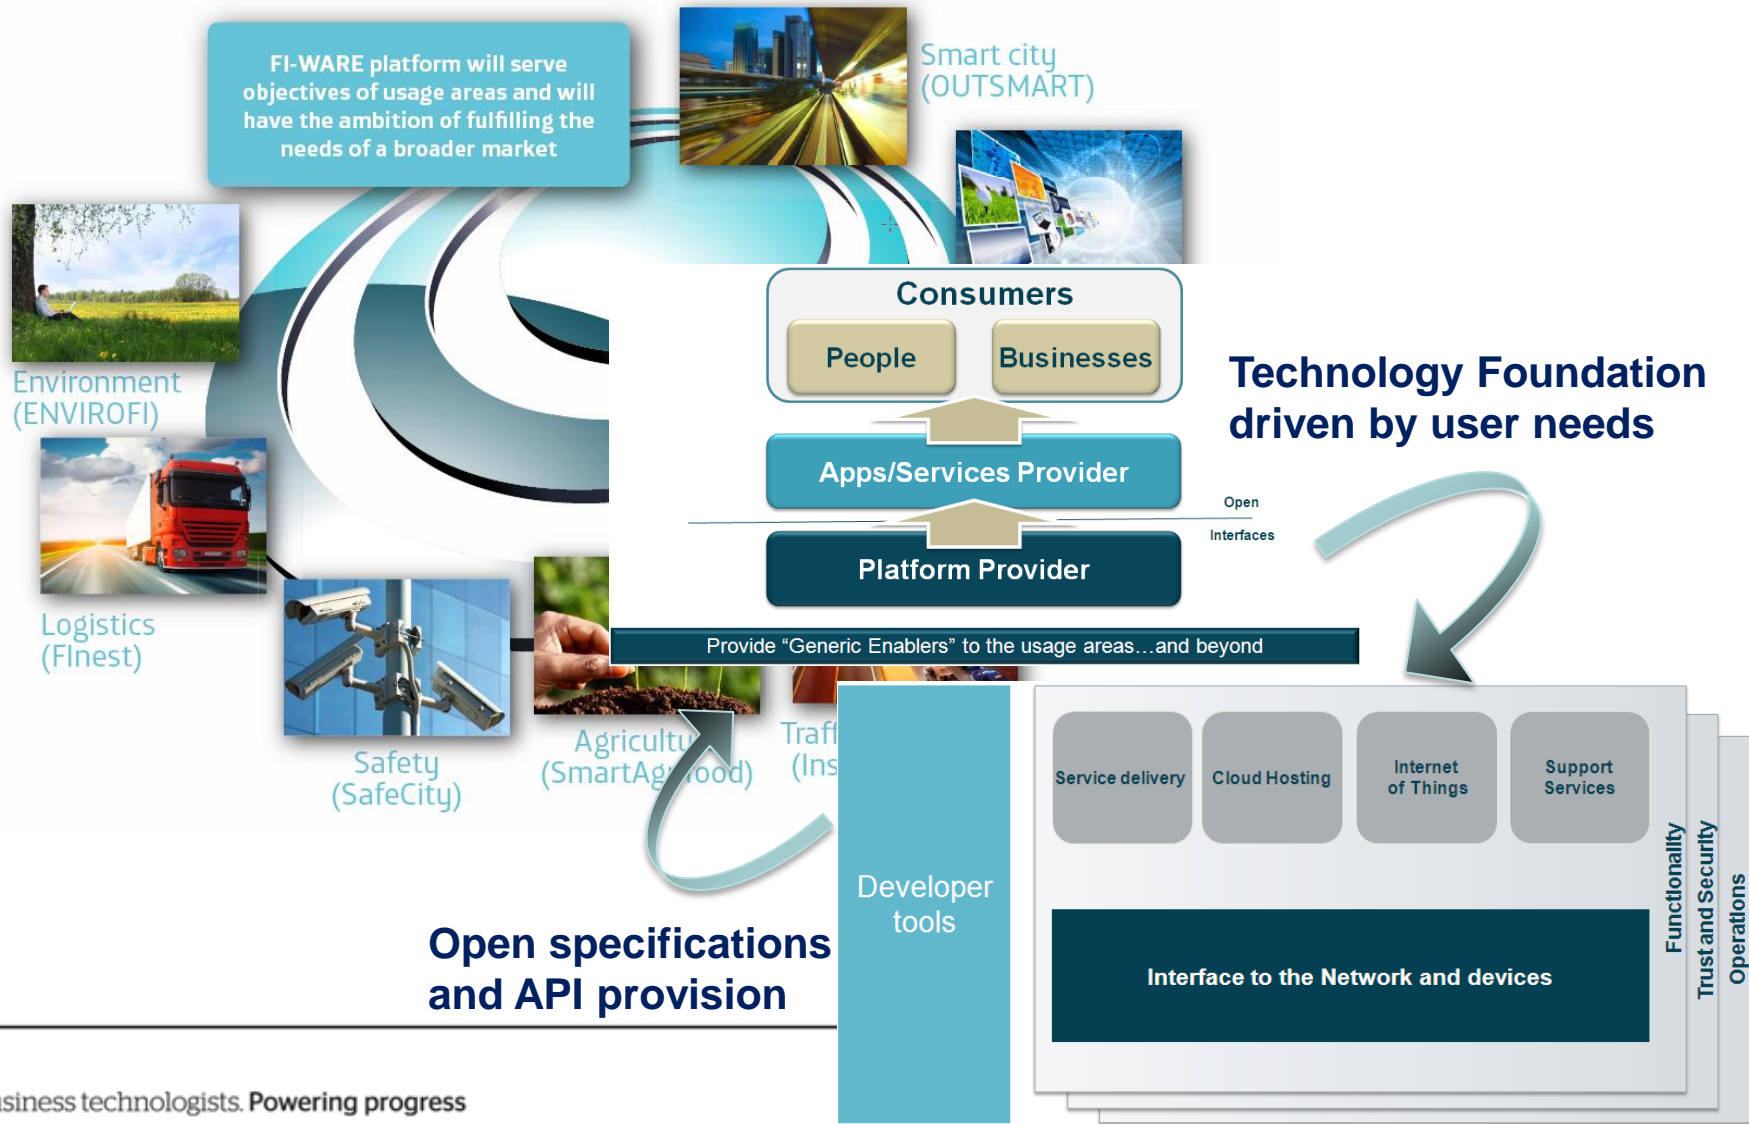 FI-WARE platform will serve
objectives of usage areas and will
have the ambition of fulfilling the
needs of a broader market
Smart city
(OUTSMART)
Environment
(ENVIROFI)
Logistics
(FInest)
Safety
(SafeCity)
Consumers
People
Businesses
Apps/Services Provider
Open
Interfaces
Platform Provider
Provide “Generic Enablers” to the usage areas…and beyond
Technology Foundation
driven by user needs
Open specifications
and API provision
Developer
tools
Service delivery
Cloud Hosting
Internet
of Things
Support
Services
Interface to the Network and devices
Functionality
Trust and Security
Operations
technologists. Powering progress